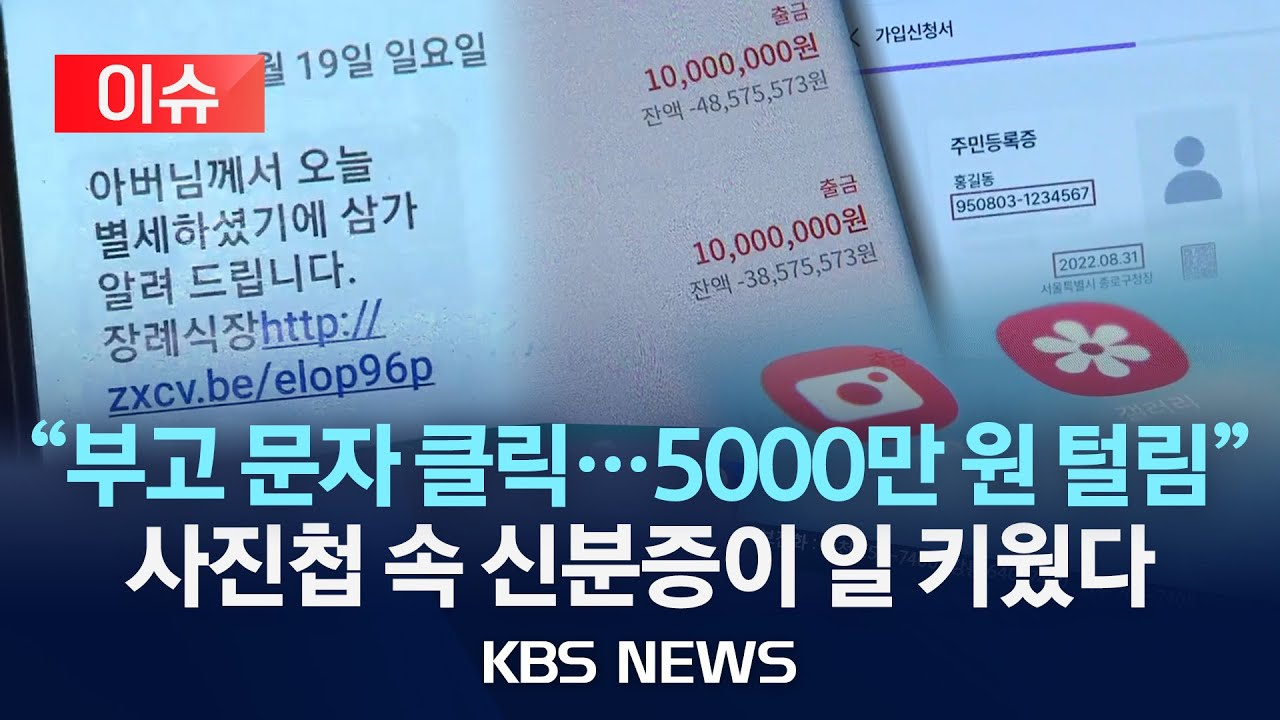 이슈
월 19일 일요일
아버님께서 오늘
별세하셨기에 삼가
알려 드립니다.
장례식장http://
zxcv.be/elop96p
출금
10,000,000원
잔액 -48,575,573원
출금
10,000,000원
잔액 -38,575,573원
출금
가입신청서
주민등록증
홍길동
950803-1234567
2022.08.31
서울특별시 종로구청장
갤러리
“부고 문자 클릭…5000만 원 털림”
사진첩 속 신분증이 일 키웠다
KBS NEWS